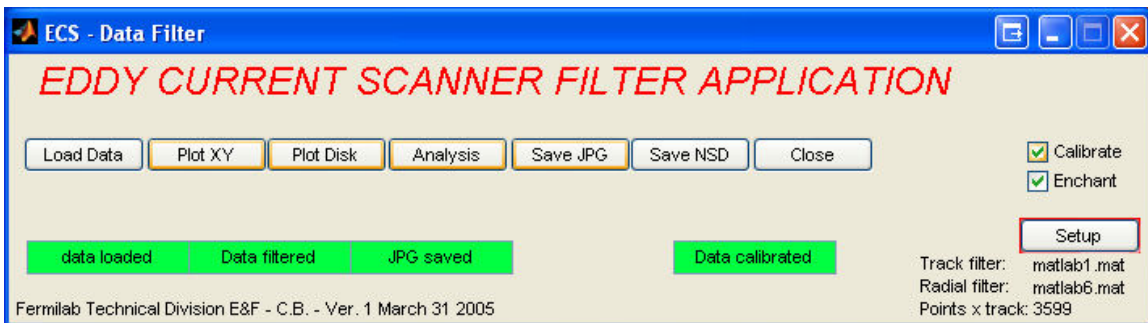 ECS - Data Filter
EDDY CURRENT SCANNER FILTER APPLICATION
Load Data Plot XY Plot Disk Analysis Save JPG Save NSD Close
Calibrate
Enchant
Setup
data loaded Data filtered JPG saved Data calibrated
Track filter: matlab1.mat
Radial filter: matlab6.mat
Points x track: 3599
Fermilab Technical Division E&F - C.B. - Ver. 1 March 31 2005